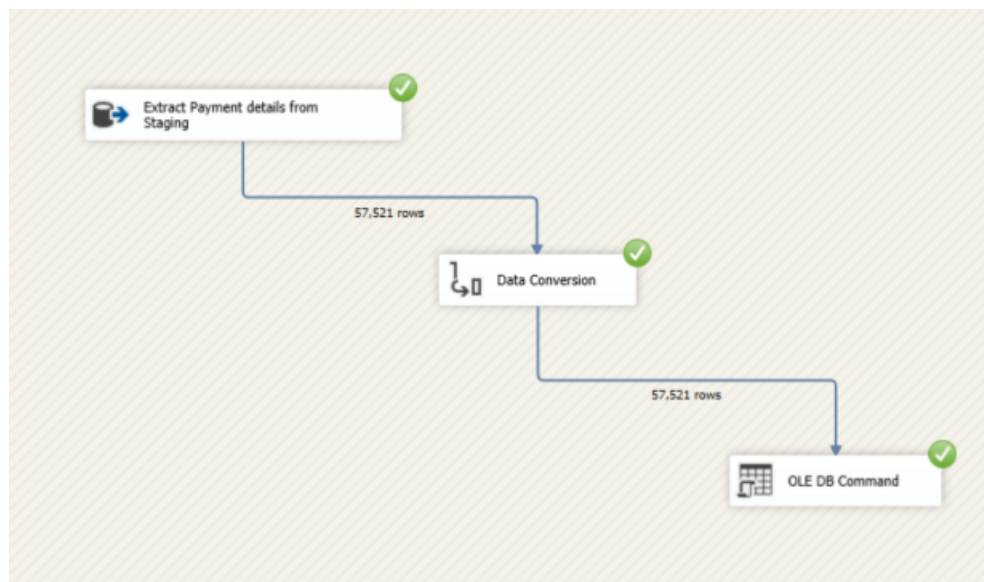 Extract Payment details from
Staging
57,521 rows
Data Conversion
57,521 rows
OLE DB Command